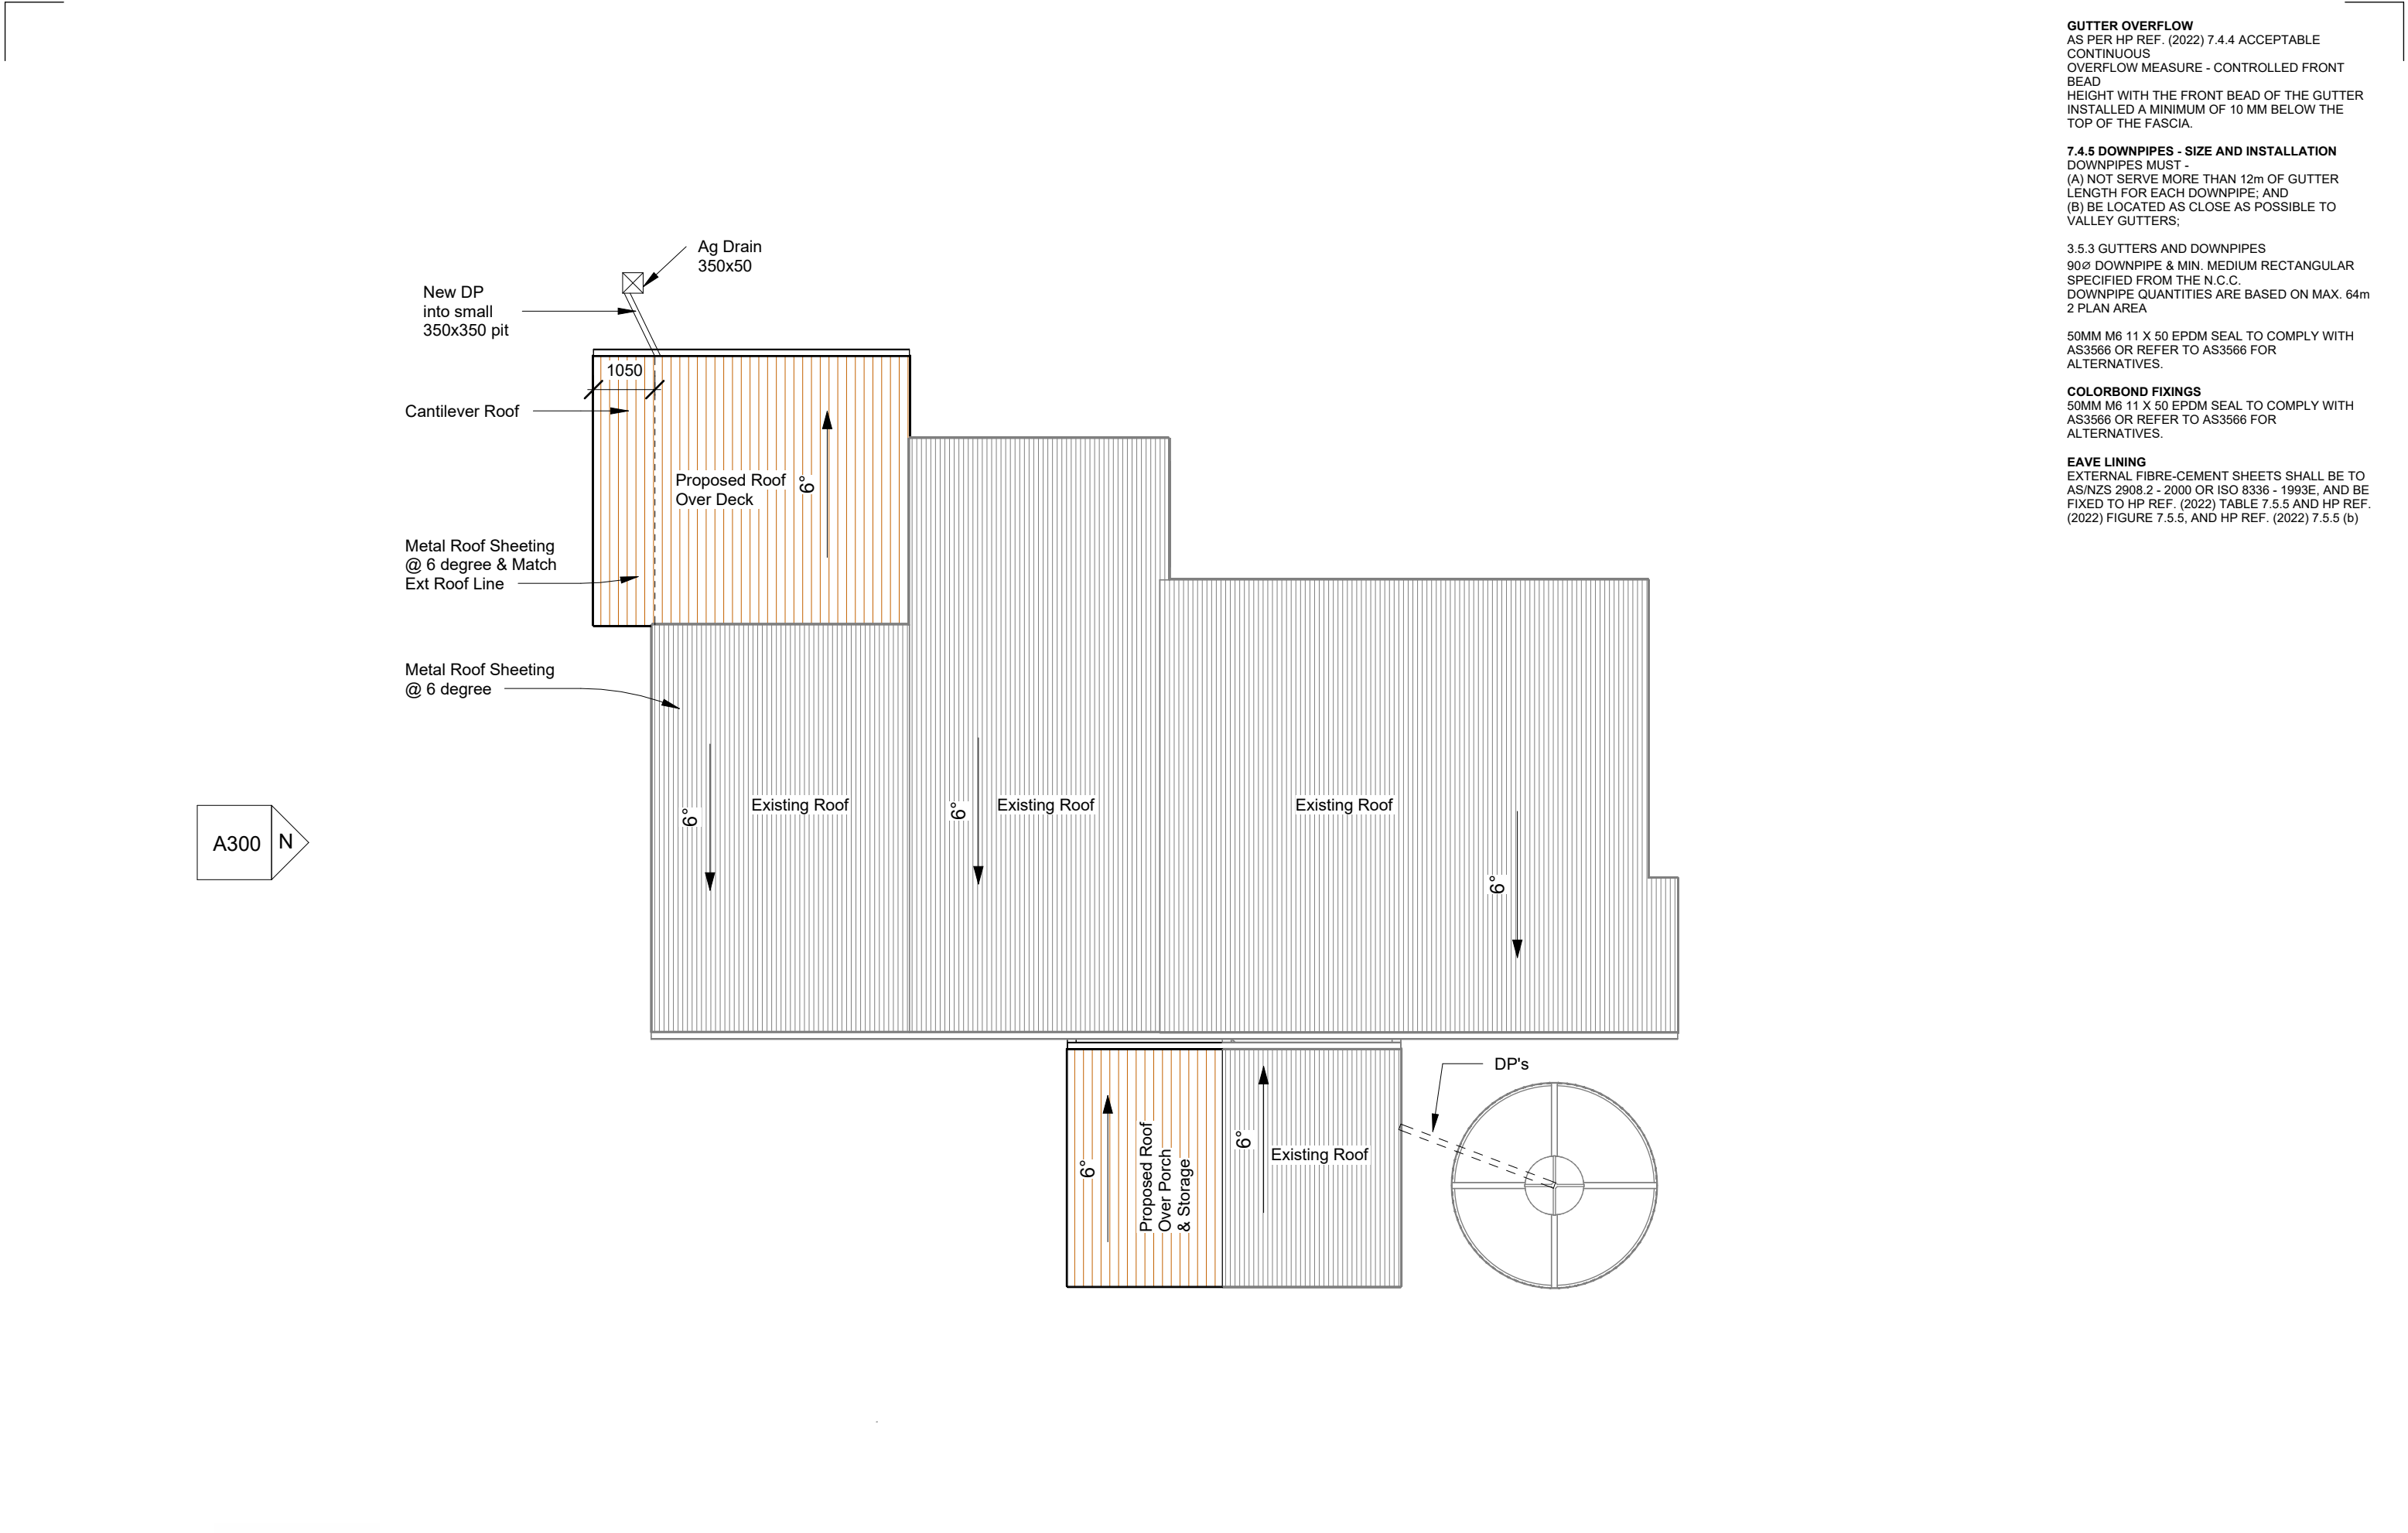 GUTTER OVERFLOW
AS PER HP REF. (2022) 7.4.4 ACCEPTABLE
CONTINUOUS
OVERFLOW MEASURE - CONTROLLED FRONT
BEAD
HEIGHT WITH THE FRONT BEAD OF THE GUTTER
INSTALLED A MINIMUM OF 10 MM BELOW THE
TOP OF THE FASCIA.
7.4.5 DOWNPIPES - SIZE AND INSTALLATION
DOWNPIPES MUST -
(A) NOT SERVE MORE THAN 12m OF GUTTER
LENGTH FOR EACH DOWNPIPE; AND
(B) BE LOCATED AS CLOSE AS POSSIBLE TO
VALLEY GUTTERS;
3.5.3 GUTTERS AND DOWNPIPES
90∅ DOWNPIPE & MIN. MEDIUM RECTANGULAR
SPECIFIED FROM THE N.C.C.
DOWNPIPE QUANTITIES ARE BASED ON MAX. 64m
2 PLAN AREA
50MM M6 11 X 50 EPDM SEAL TO COMPLY WITH
AS3566 OR REFER TO AS3566 FOR
ALTERNATIVES.
COLORBOND FIXINGS
50MM M6 11 X 50 EPDM SEAL TO COMPLY WITH
AS3566 OR REFER TO AS3566 FOR
ALTERNATIVES.
EAVE LINING
EXTERNAL FIBRE-CEMENT SHEETS SHALL BE TO
AS/NZS 2908.2 - 2000 OR ISO 8336 - 1993E, AND BE
FIXED TO HP REF. (2022) TABLE 7.5.5 AND HP REF.
(2022) FIGURE 7.5.5, AND HP REF. (2022) 7.5.5 (b)
Ag Drain
350x50
New DP
into small
350x350 pit
1050
Cantilever Roof
Proposed Roof
Over Deck
6°
Metal Roof Sheeting
@ 6 degree & Match
Ext Roof Line
Metal Roof Sheeting
@ 6 degree
6°
Existing Roof
6°
Existing Roof
Existing Roof
6°
A300
N
DP's
6°
Proposed Roof
Over Porch
& Storage
6°
Existing Roof